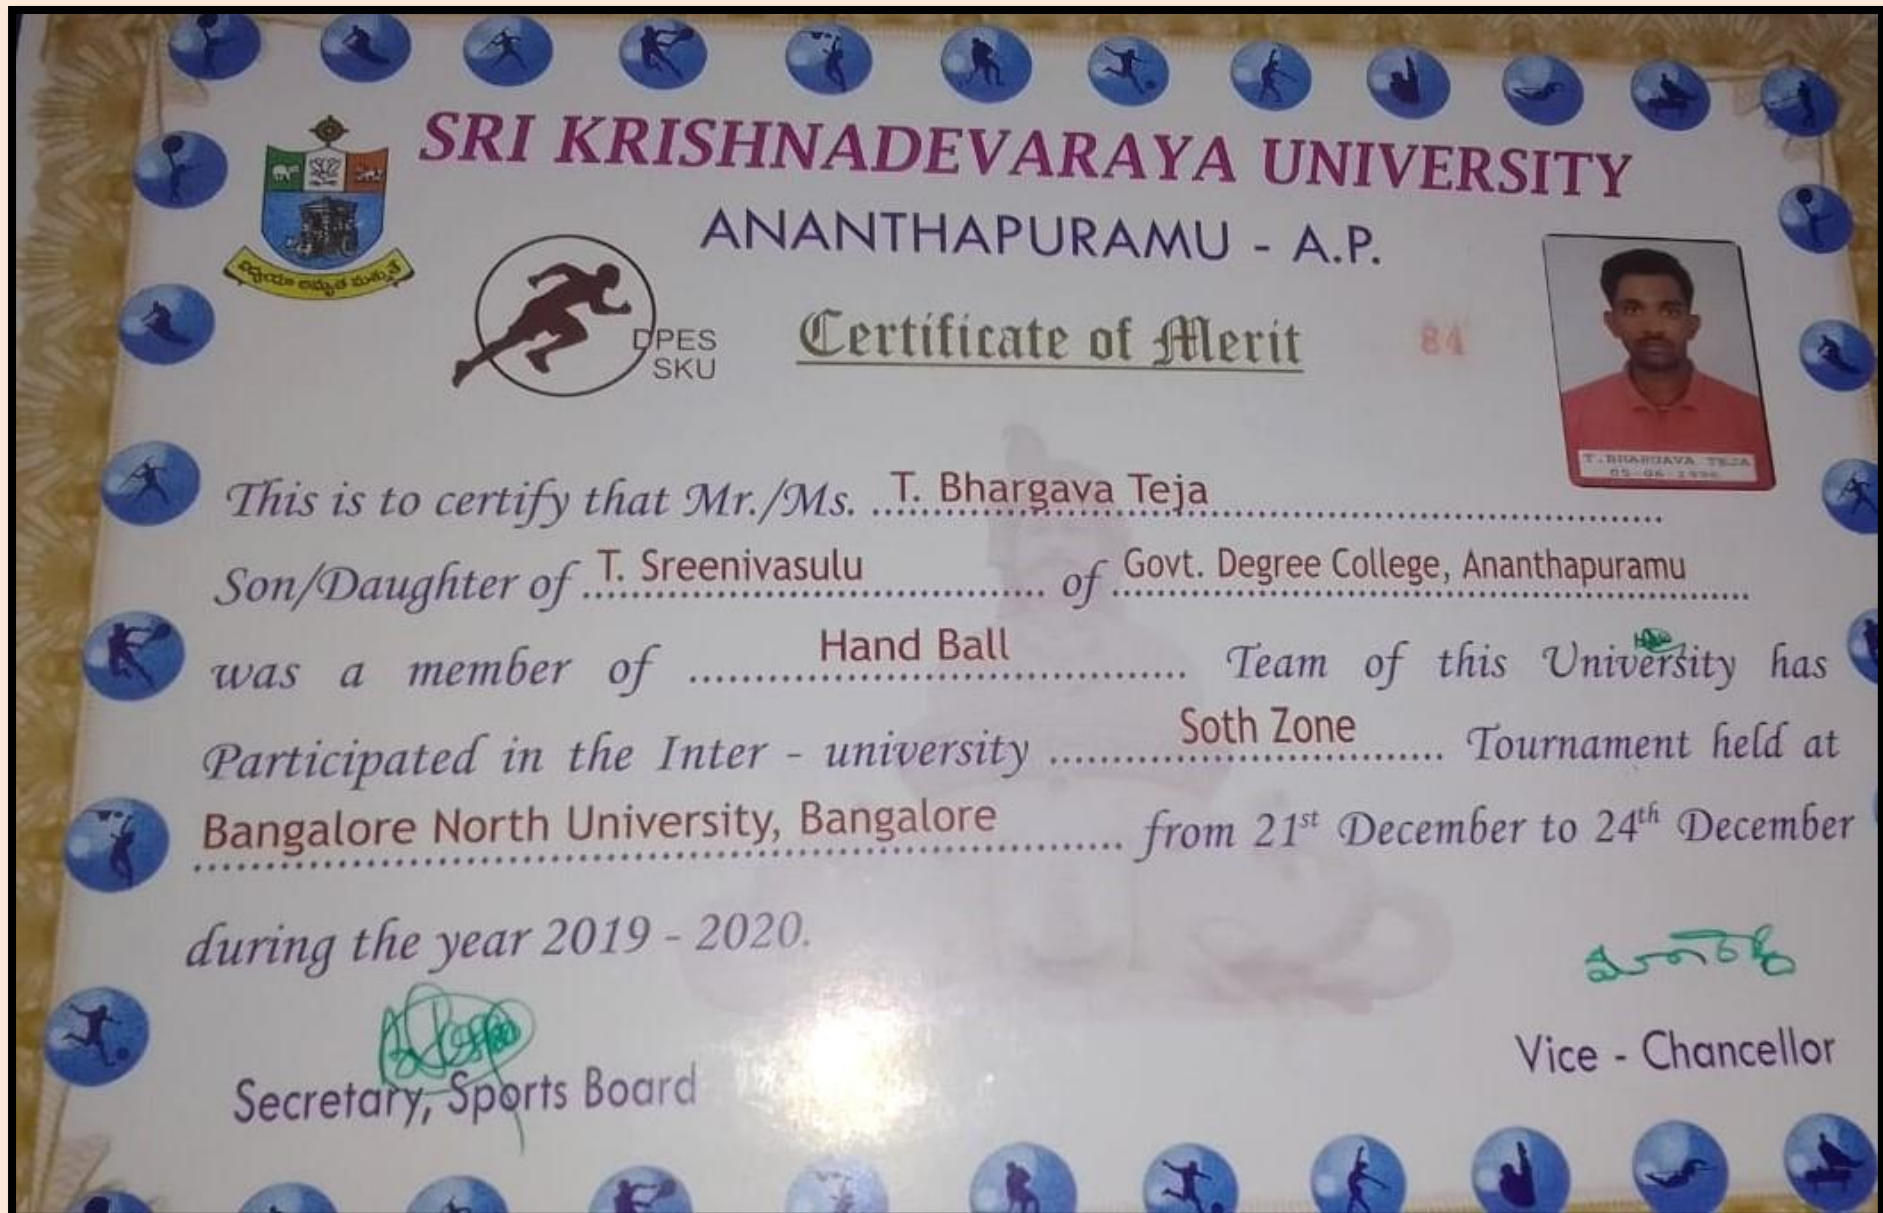 SRI KRISHNADEVARAYA UNIVERSITY
ANANTHAPURAMU - A.P.
DPES
SKU
Certificate of Merit
84
T. BHARGAVA TEJA
This is to certify that Mr./Ms. T. Bhargava Teja
Son/Daughter of T. Sreenivasulu of Govt. Degree College, Ananthapuramu
was a member of Hand Ball Team of this University has
Participated in the Inter - university Soth Zone Tournament held at
Bangalore North University, Bangalore from 21st December to 24th December
during the year 2019 - 2020.
Secretary, Sports Board
Vice - Chancellor